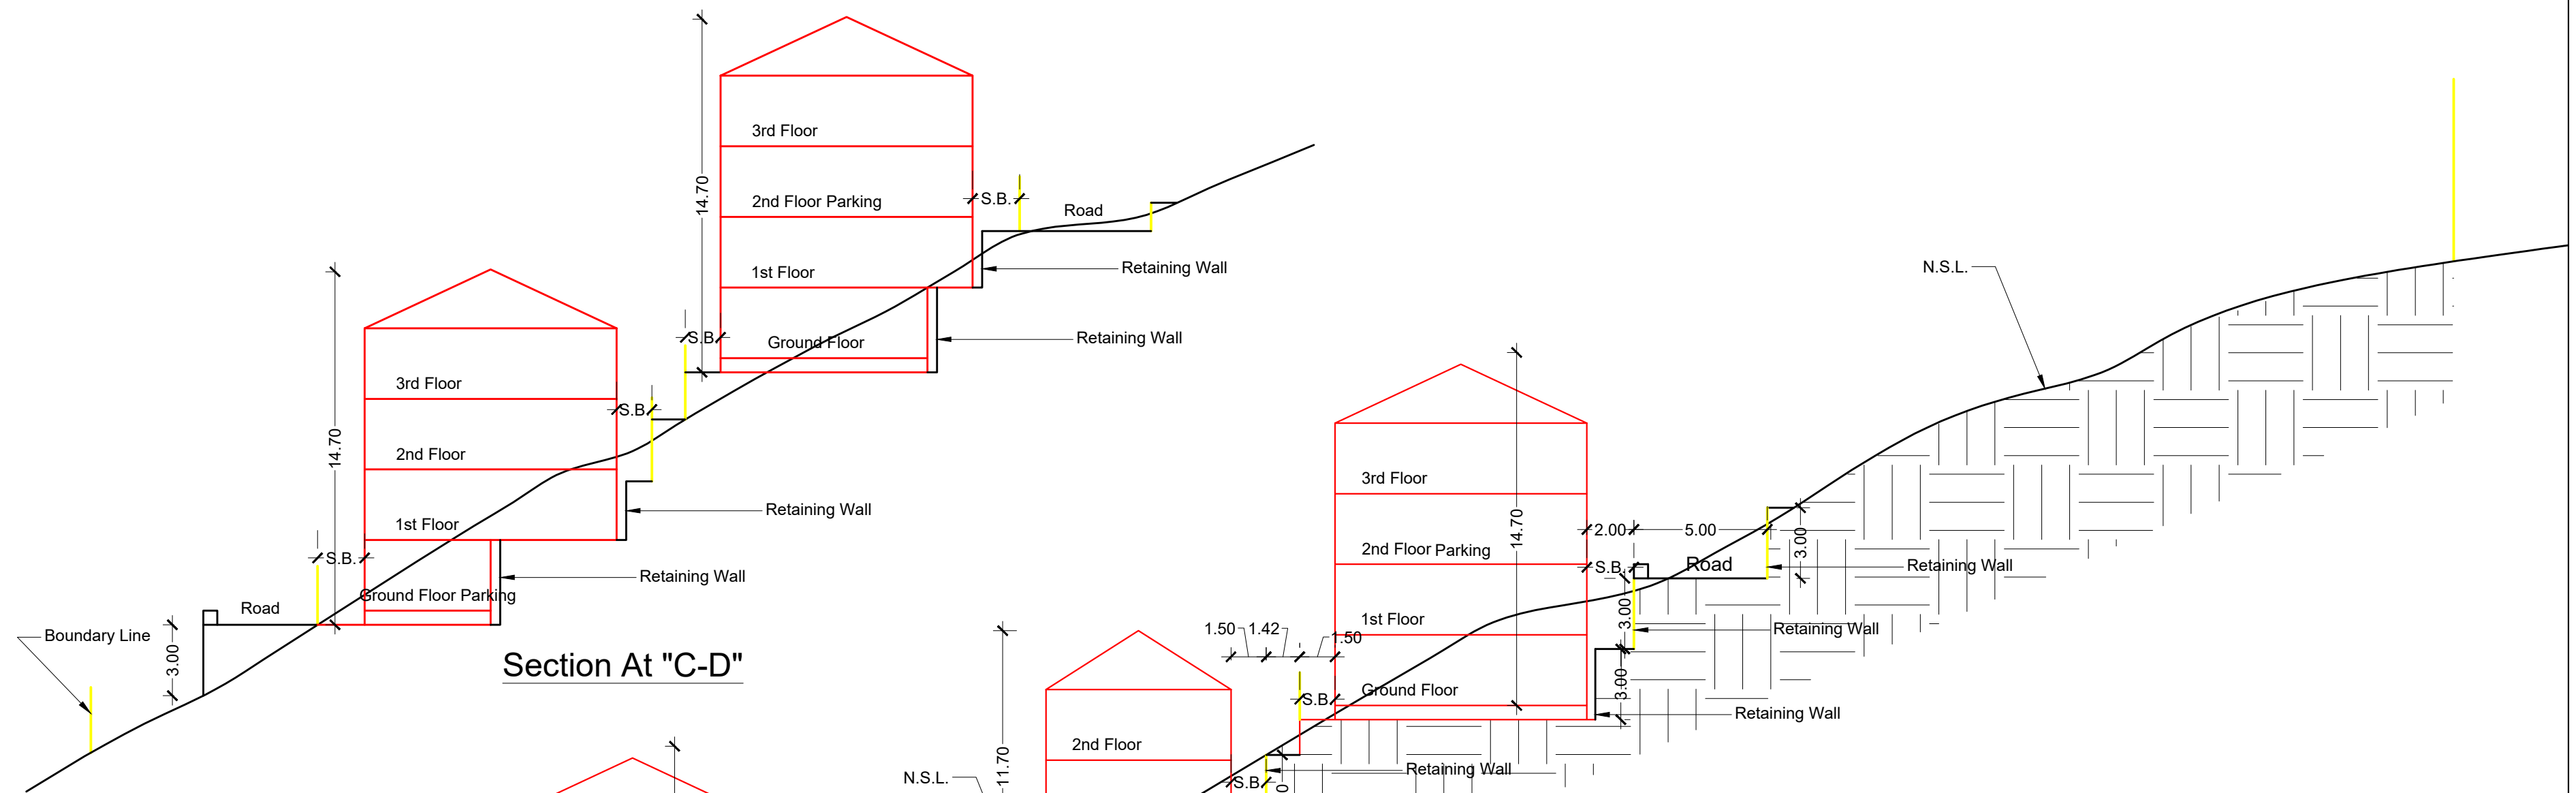 3rd Floor
14.70
2nd Floor Parking
S.B.
Road
1st Floor
Retaining Wall
S.B
Ground Floor
Retaining Wall
3rd Floor
S.B
14.70
2nd Floor
1st Floor
Retaining Wall
S.B.
Retaining Wall
Ground Floor Parking
Road
Boundary Line
3.00
Section At "C-D"
N.S.L.
3rd Floor
14.70
2.00
5.00
3.00
2nd Floor Parking
S.B.
Road
Retaining Wall
1st Floor
3.00
Retaining Wall
1.50
1.42
1.50
Ground Floor
3.00
S.B
Retaining Wall
2nd Floor
11.70
N.S.L.
Retaining Wall
S.B